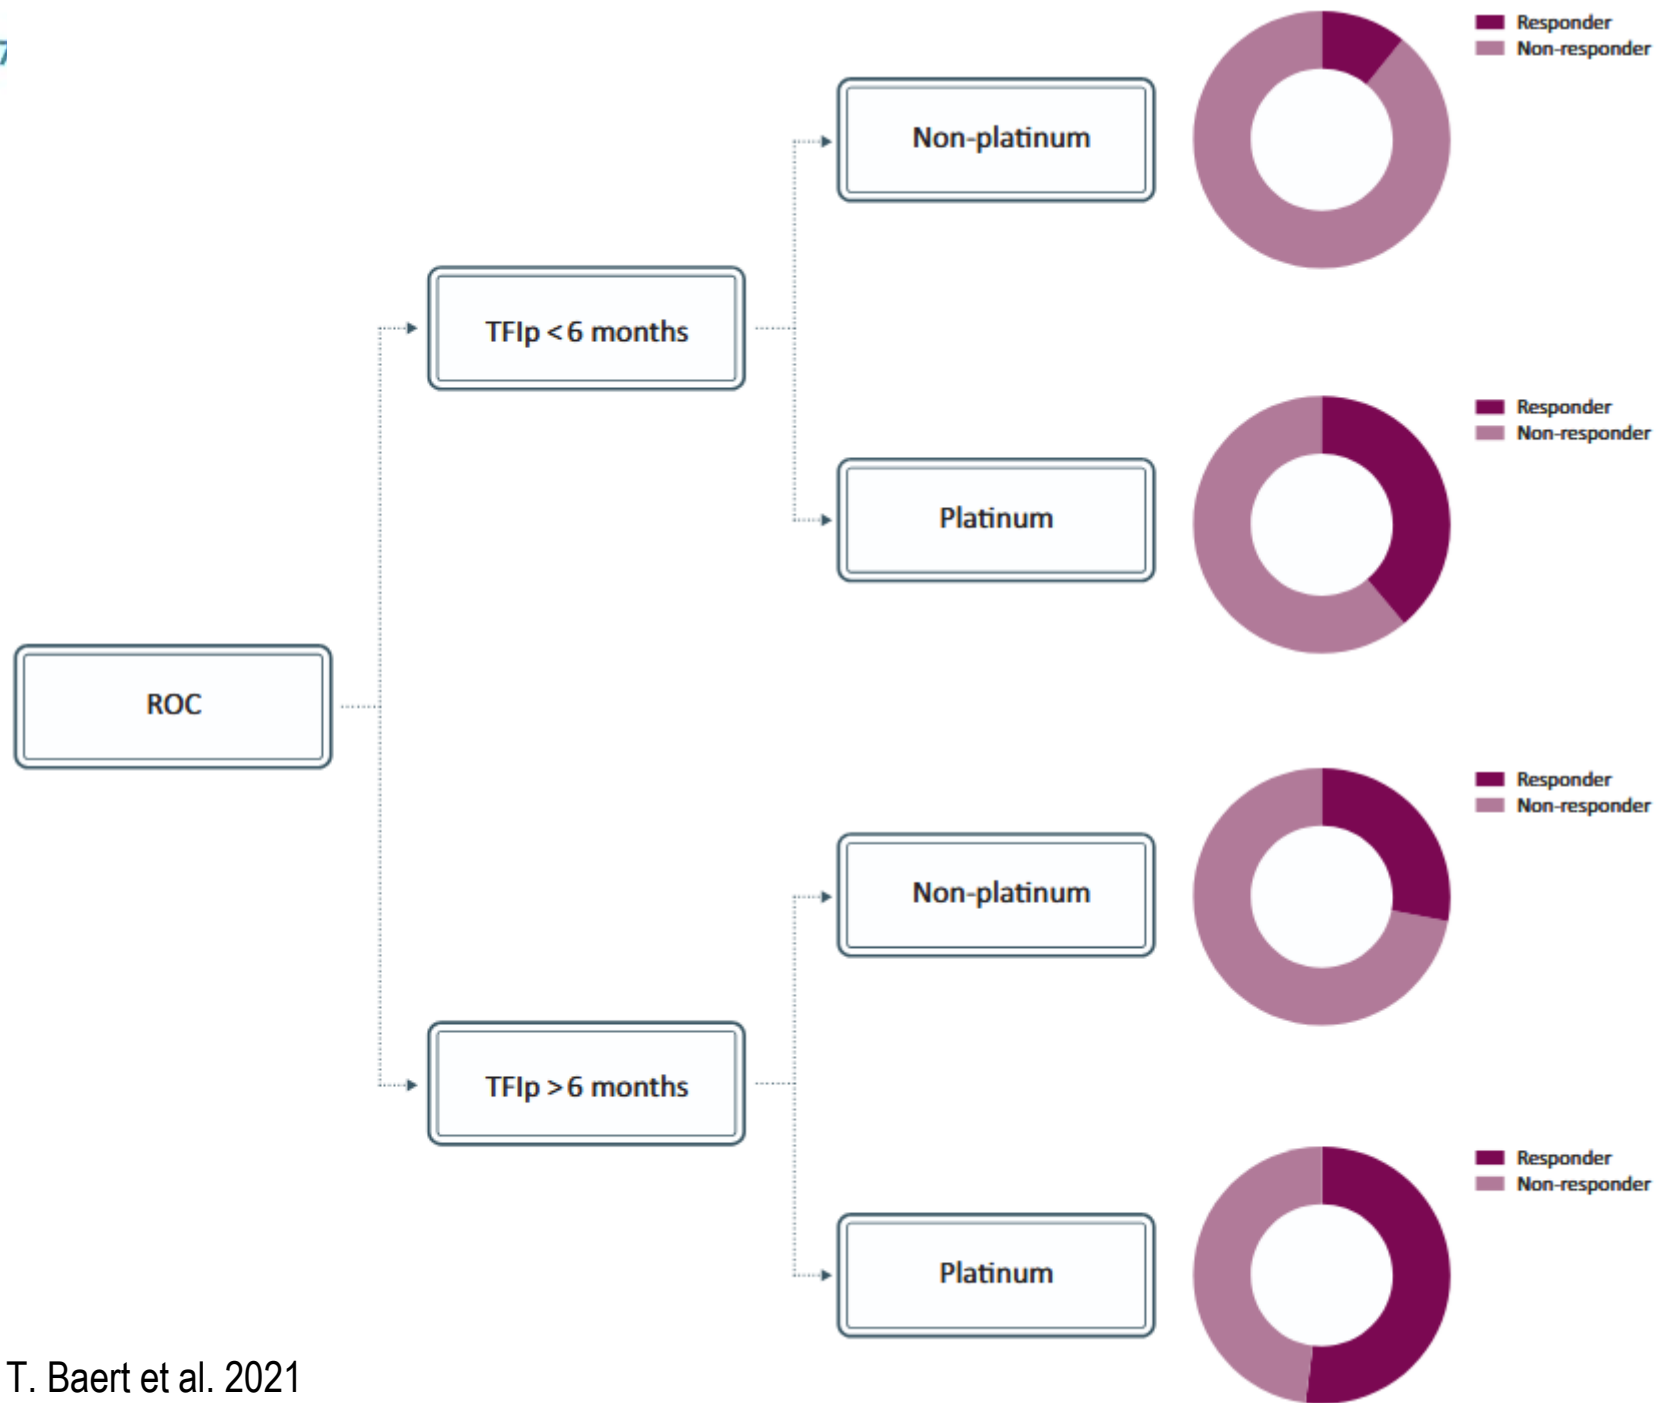 7
Responder
Non-responder
Non-platinum
TFIp < 6 months
Responder
Non-responder
Platinum
ROC
Responder
Non-responder
Non-platinum
TFIp > 6 months
Responder
Non-responder
Platinum
T. Baert et al. 2021